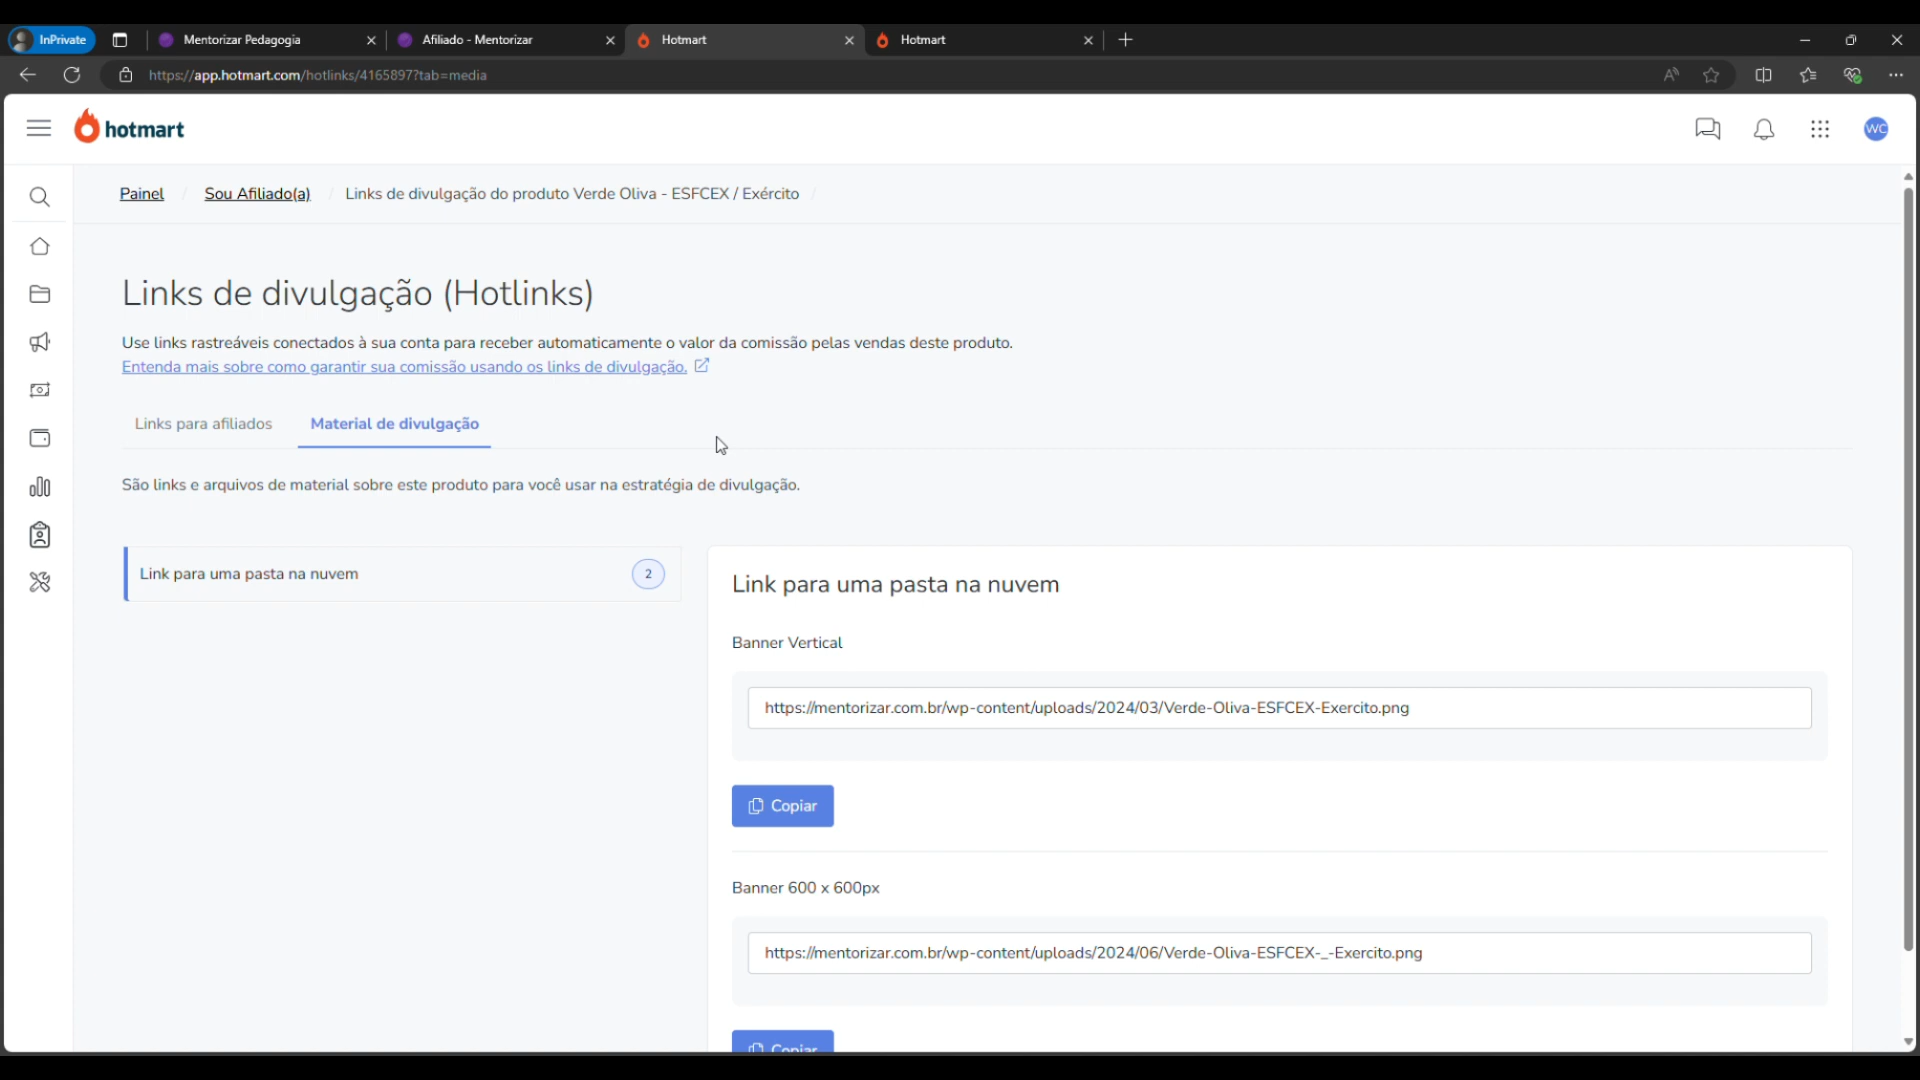 InPrivate
Mentorizar Pedagogia
Afiliado - Mentorizar
Hotmart
Hotmart
https://app.hotmart.com/hotlinks/4165897?tab=media
hotmart
WC
Painel / Sou Afiliado(a) / Links de divulgação do produto Verde Oliva - ESFCEX / Exército /
Links de divulgação (Hotlinks)
Use links rastreáveis conectados à sua conta para receber automaticamente o valor da comissão pelas vendas deste produto.
Entenda mais sobre como garantir sua comissão usando os links de divulgação.
Links para afiliados
Material de divulgação
São links e arquivos de material sobre este produto para você usar na estratégia de divulgação.
Link para uma pasta na nuvem 2
Link para uma pasta na nuvem
Banner Vertical
https://mentorizar.com.br/wp-content/uploads/2024/03/Verde-Oliva-ESFCEX-Exercito.png
Copiar
Banner 600 x 600px
https://mentorizar.com.br/wp-content/uploads/2024/06/Verde-Oliva-ESFCEX-_-Exercito.png
Copiar